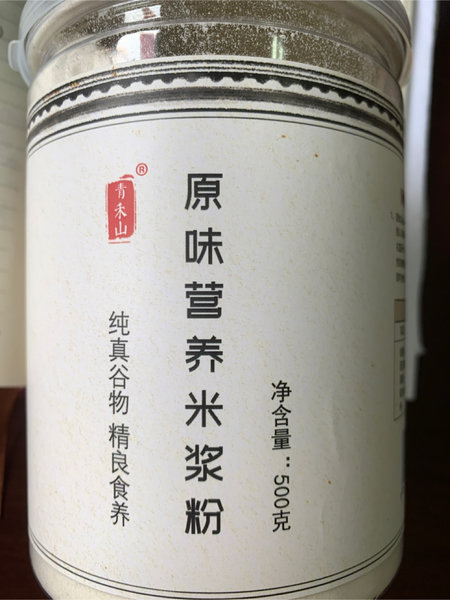 青禾山
®
原味营养米浆粉
纯真谷物 精良食养
净含量：500克